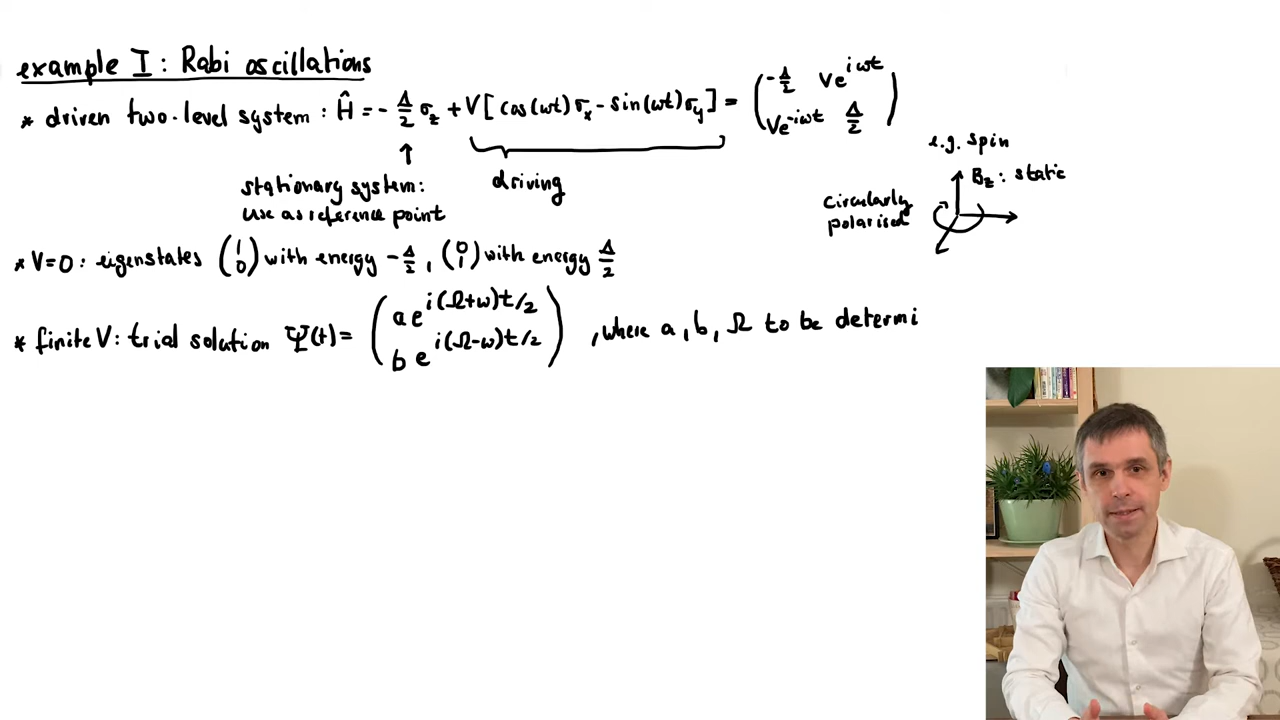 example I : Rabi oscillations
* driven two-level system : Ĥ = - Δ/2 σz + V [ cos(ωt) σx - sin(ωt) σy ] = ( -Δ/2 Ve^{iωt} ; Ve^{-iωt} Δ/2 )
↑
stationary system:
use as reference point
driving
e.g. spin
Bz : static
circularly
polarised
* V=0 : eigenstates (1 0) with energy - Δ/2 , (0 1) with energy Δ/2
* finite V : trial solution Ψ(t) = ( a e^{i(Ω+ω)t/2} ; b e^{i(Ω-ω)t/2} ) , where a, b, Ω to be determi